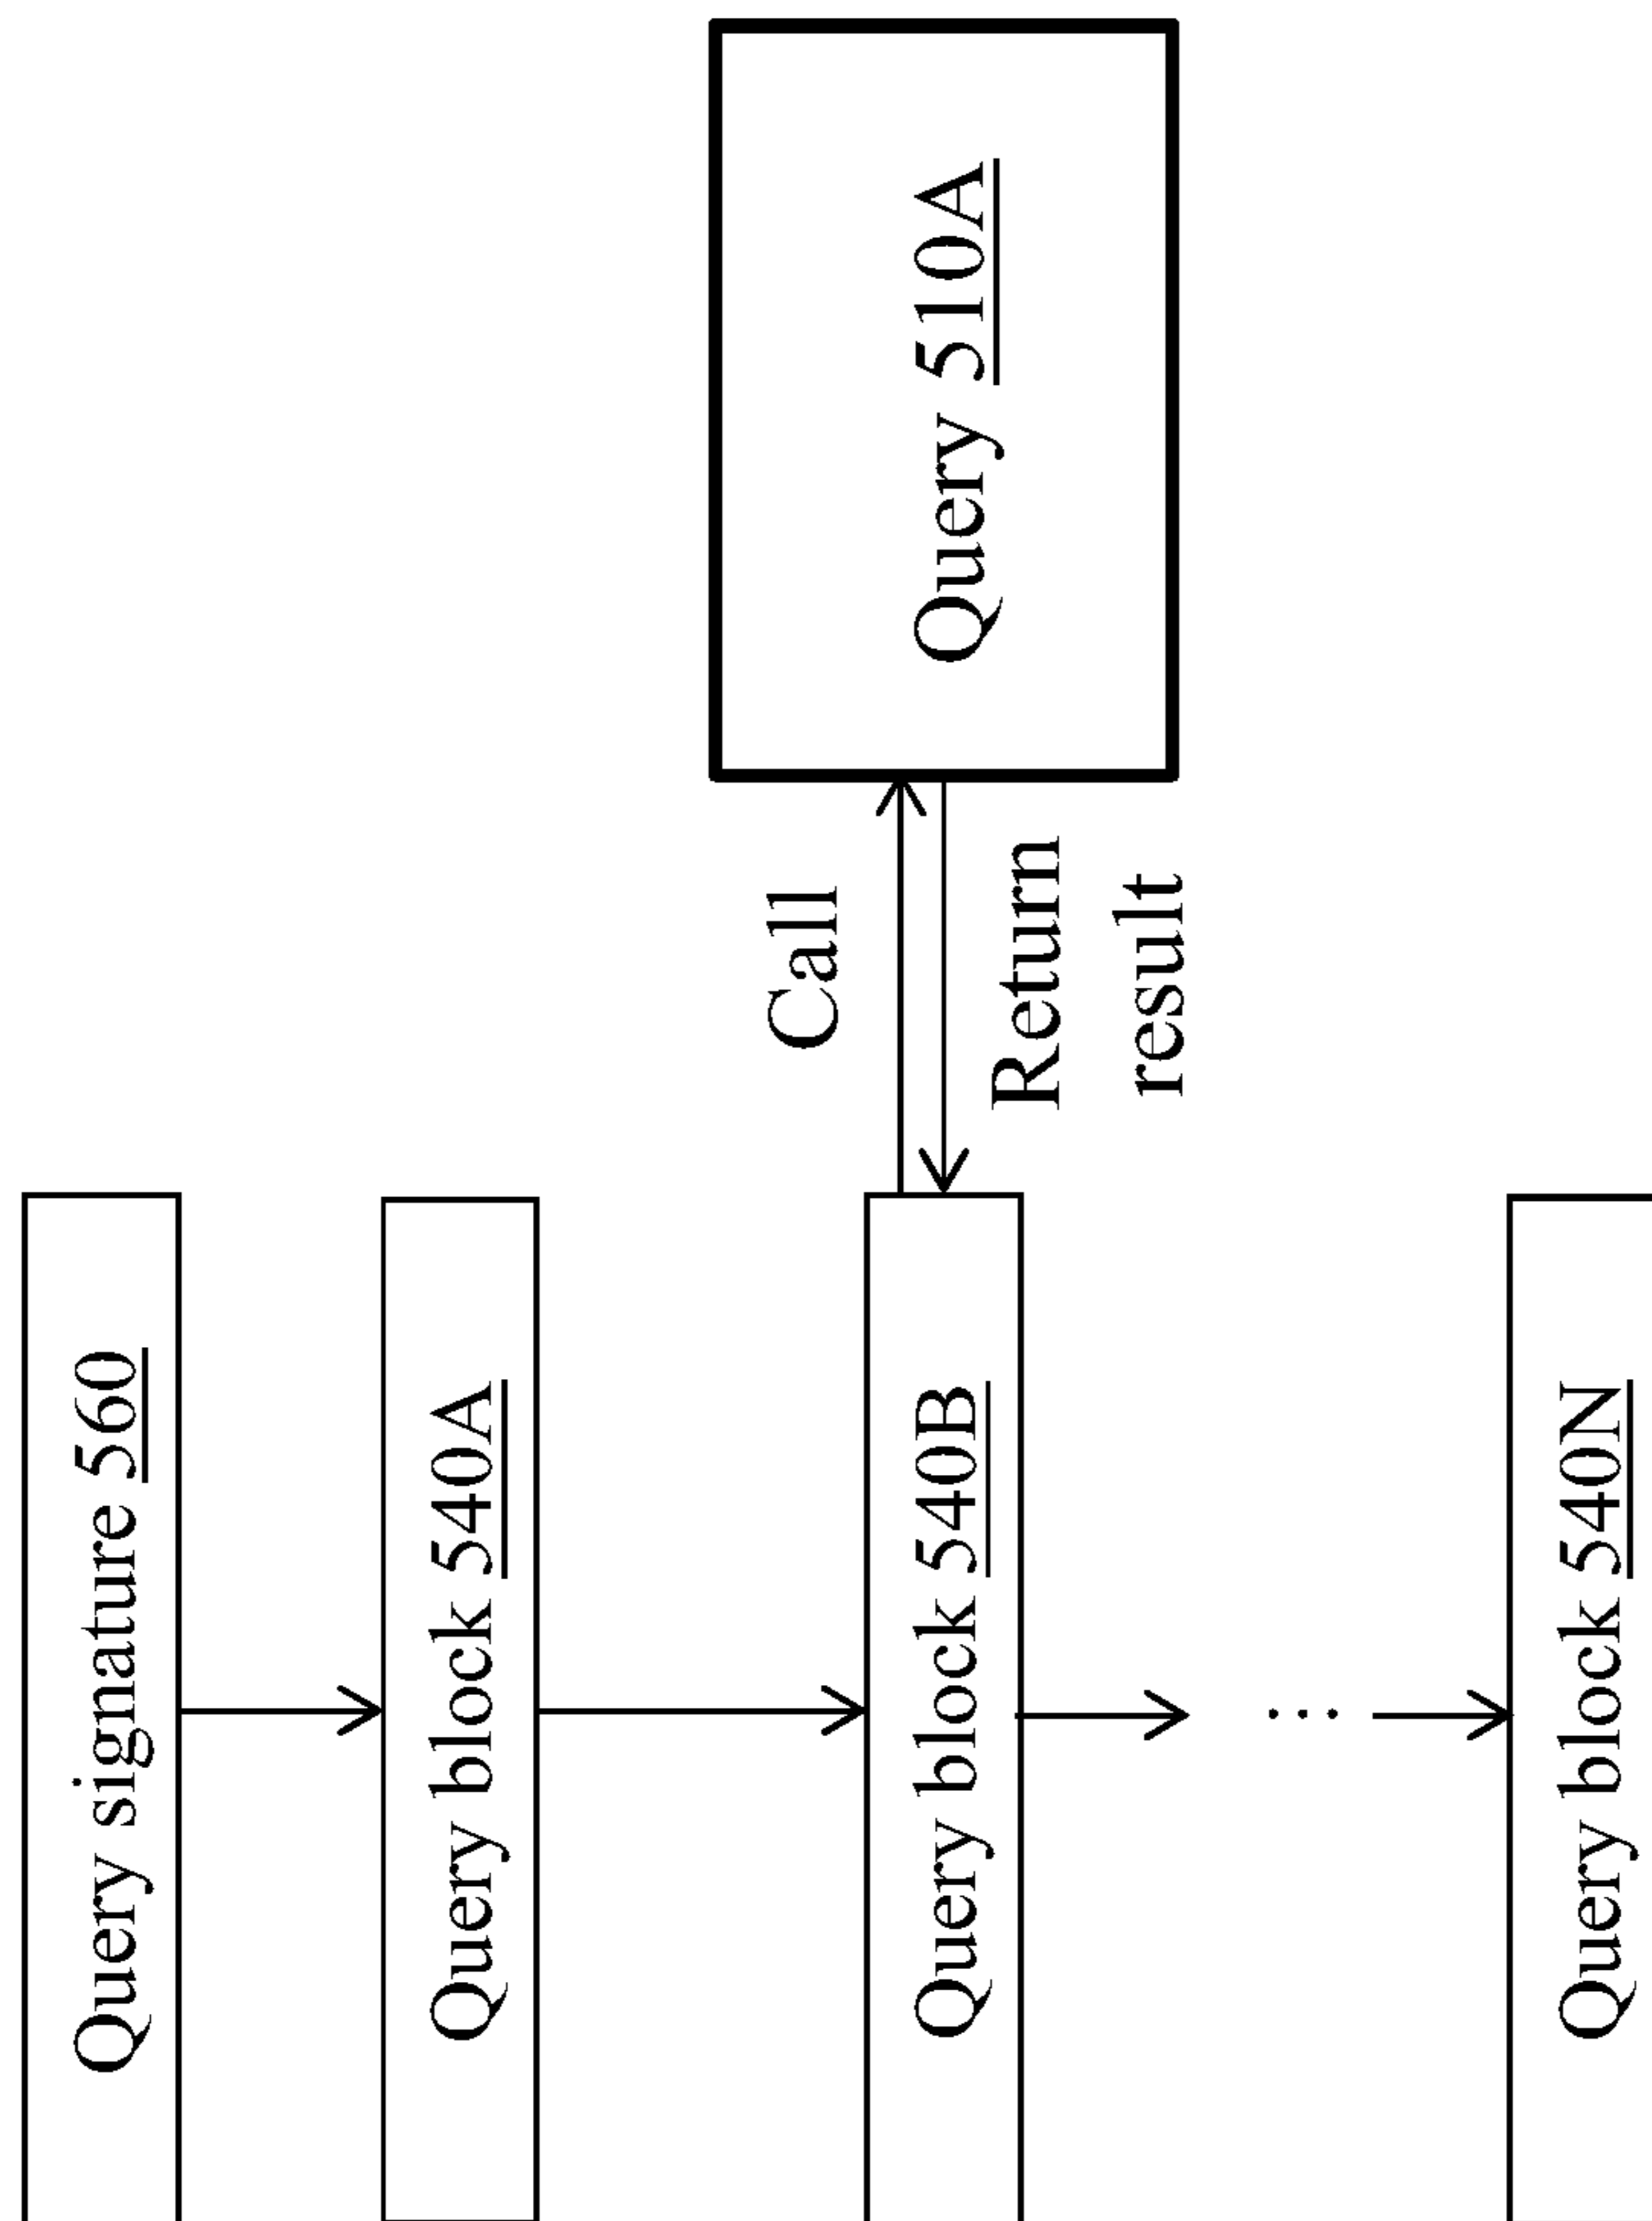 Query signature 560
Query block 540A
Call
Query block 540B
Query 510A
Return
result
...
Query block 540N